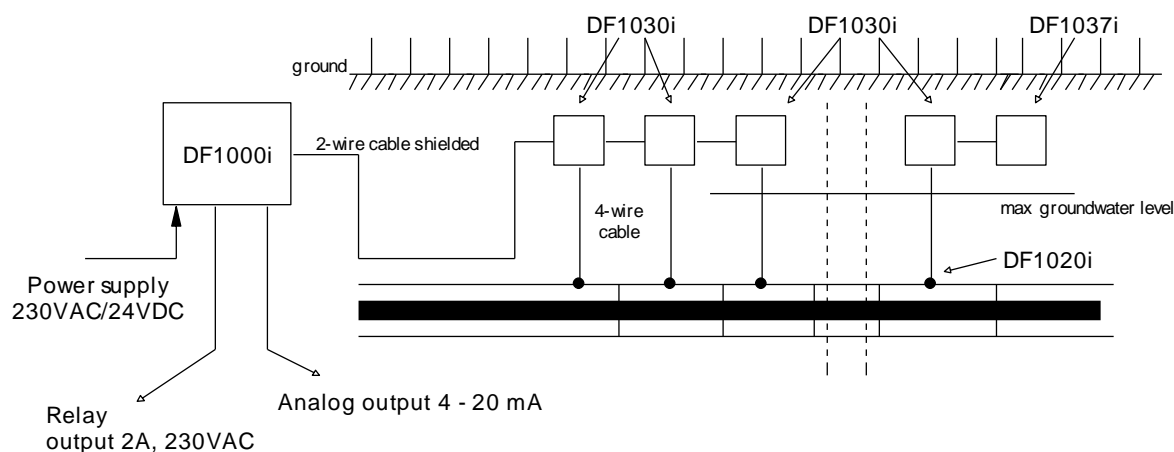 DF1030i
DF1030i
DF1037i
ground
DF1000i
2-wire cable shielded
4-wire
cable
max groundwater level
DF1020i
Power supply
230VAC/24VDC
Analog output 4 - 20 mA
Relay
output 2A, 230VAC